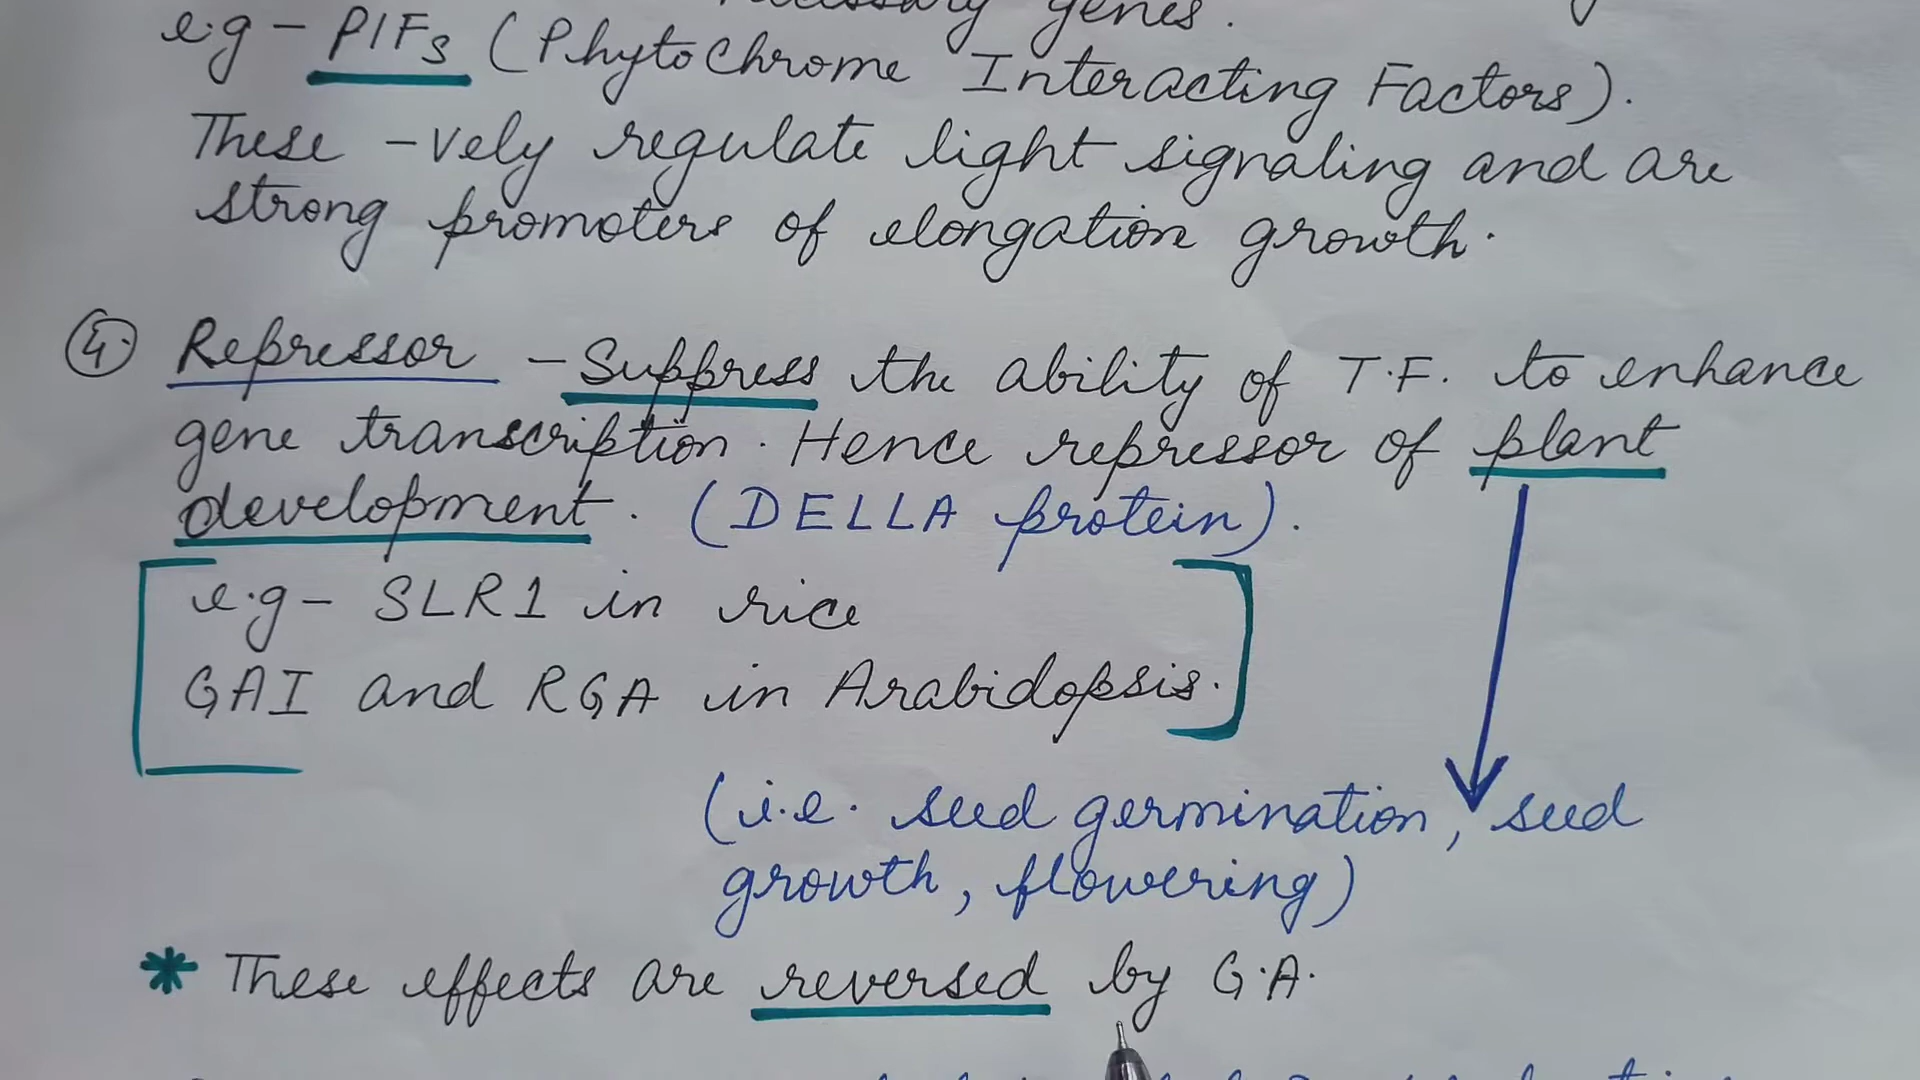 necessary genes.
e.g - PIFs (Phytochrome Interacting Factors).
These -vely regulate light signaling and are
strong promoters of elongation growth.
4. Repressor - Suppress the ability of T.F. to enhance
gene transcription. Hence repressor of plant
development. (DELLA protein).
e.g - SLR1 in rice
GAI and RGA in Arabidopsis.
(i.e. seed germination, seed
growth, flowering)
* These effects are reversed by G.A.